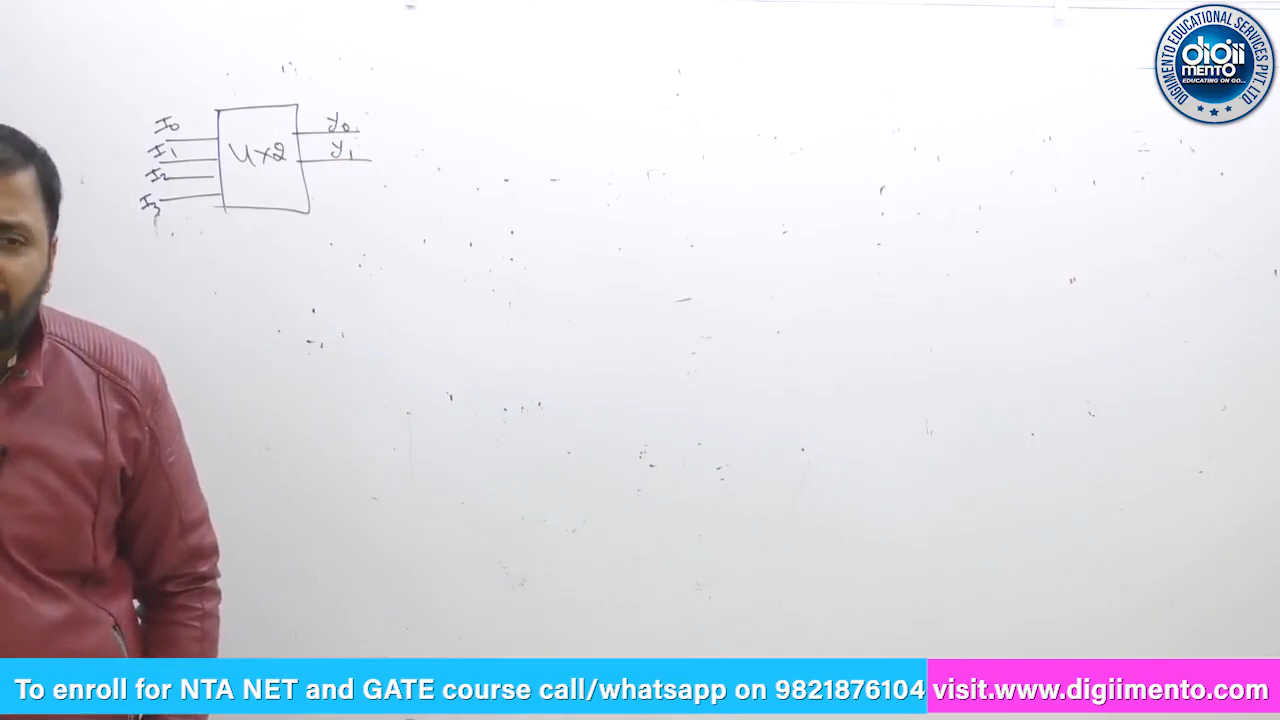 DIGIIMENTO EDUCATIONAL SERVICES PVT. LTD
digii
MENTO
EDUCATING ON GO...
I0
I1
I2
I3
4x2
y0
y1
To enroll for NTA NET and GATE course call/whatsapp on 9821876104 visit.www.digiimento.com